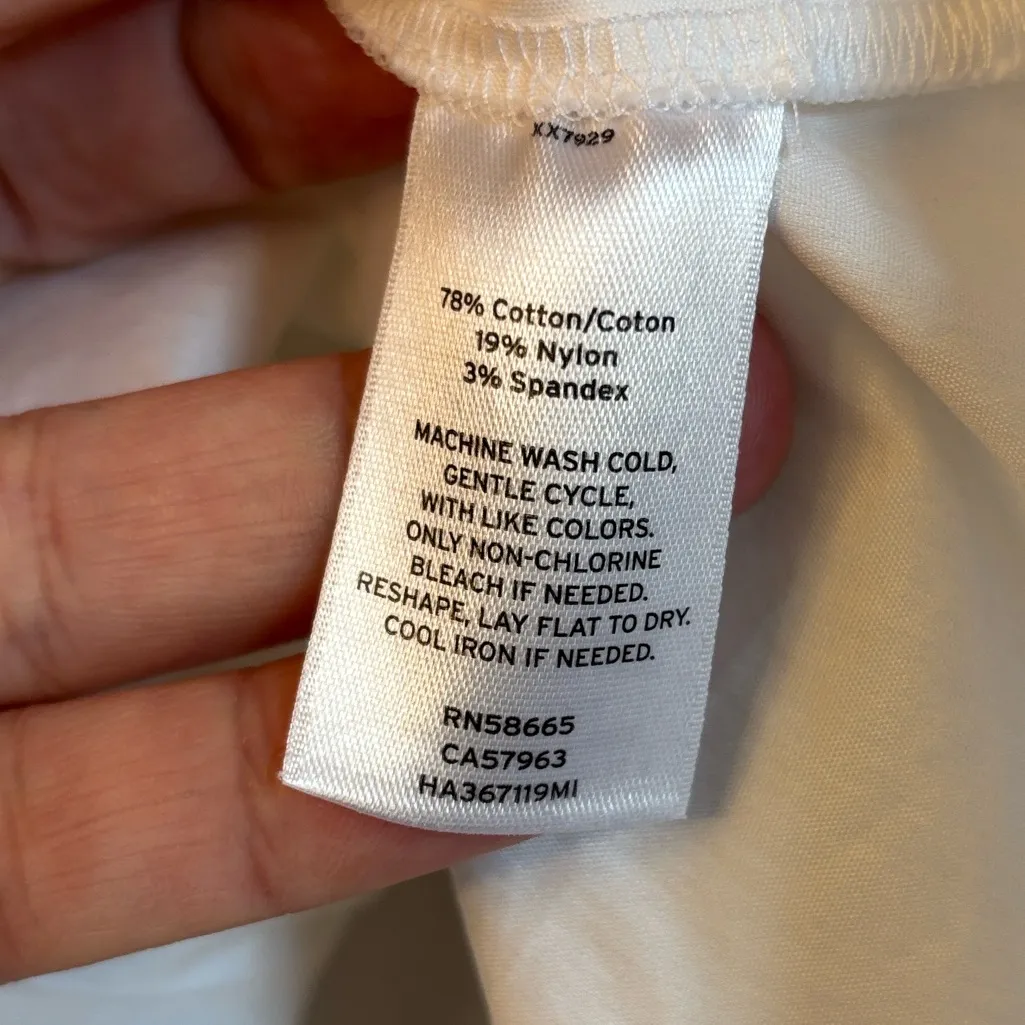 XX7929
78% Cotton/Coton
19% Nylon
3% Spandex
MACHINE WASH COLD,
GENTLE CYCLE,
WITH LIKE COLORS.
ONLY NON-CHLORINE
BLEACH IF NEEDED.
RESHAPE, LAY FLAT TO DRY.
COOL IRON IF NEEDED.
RN58665
CA57963
HA367119MI